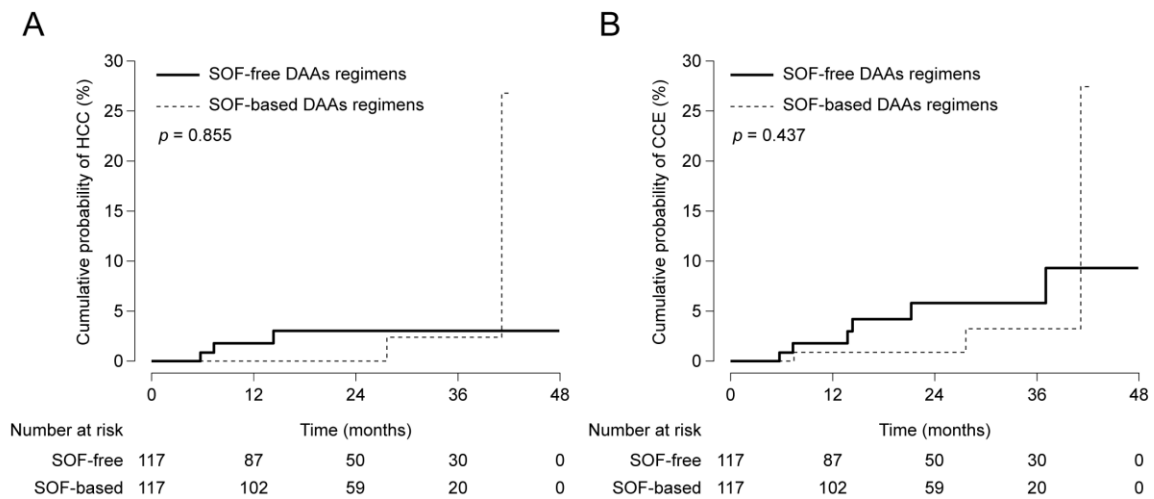 A
30
25
20
15
10
5
0
Cumulative probability of HCC (%)
SOF-free DAAs regimens
SOF-based DAAs regimens
p = 0.855
0 12 24 36 48
Number at risk Time (months)
SOF-free 117 87 50 30 0
SOF-based 117 102 59 20 0
B
30
25
20
15
10
5
0
Cumulative probability of CCE (%)
SOF-free DAAs regimens
SOF-based DAAs regimens
p = 0.437
0 12 24 36 48
Number at risk Time (months)
SOF-free 117 87 50 30 0
SOF-based 117 102 59 20 0